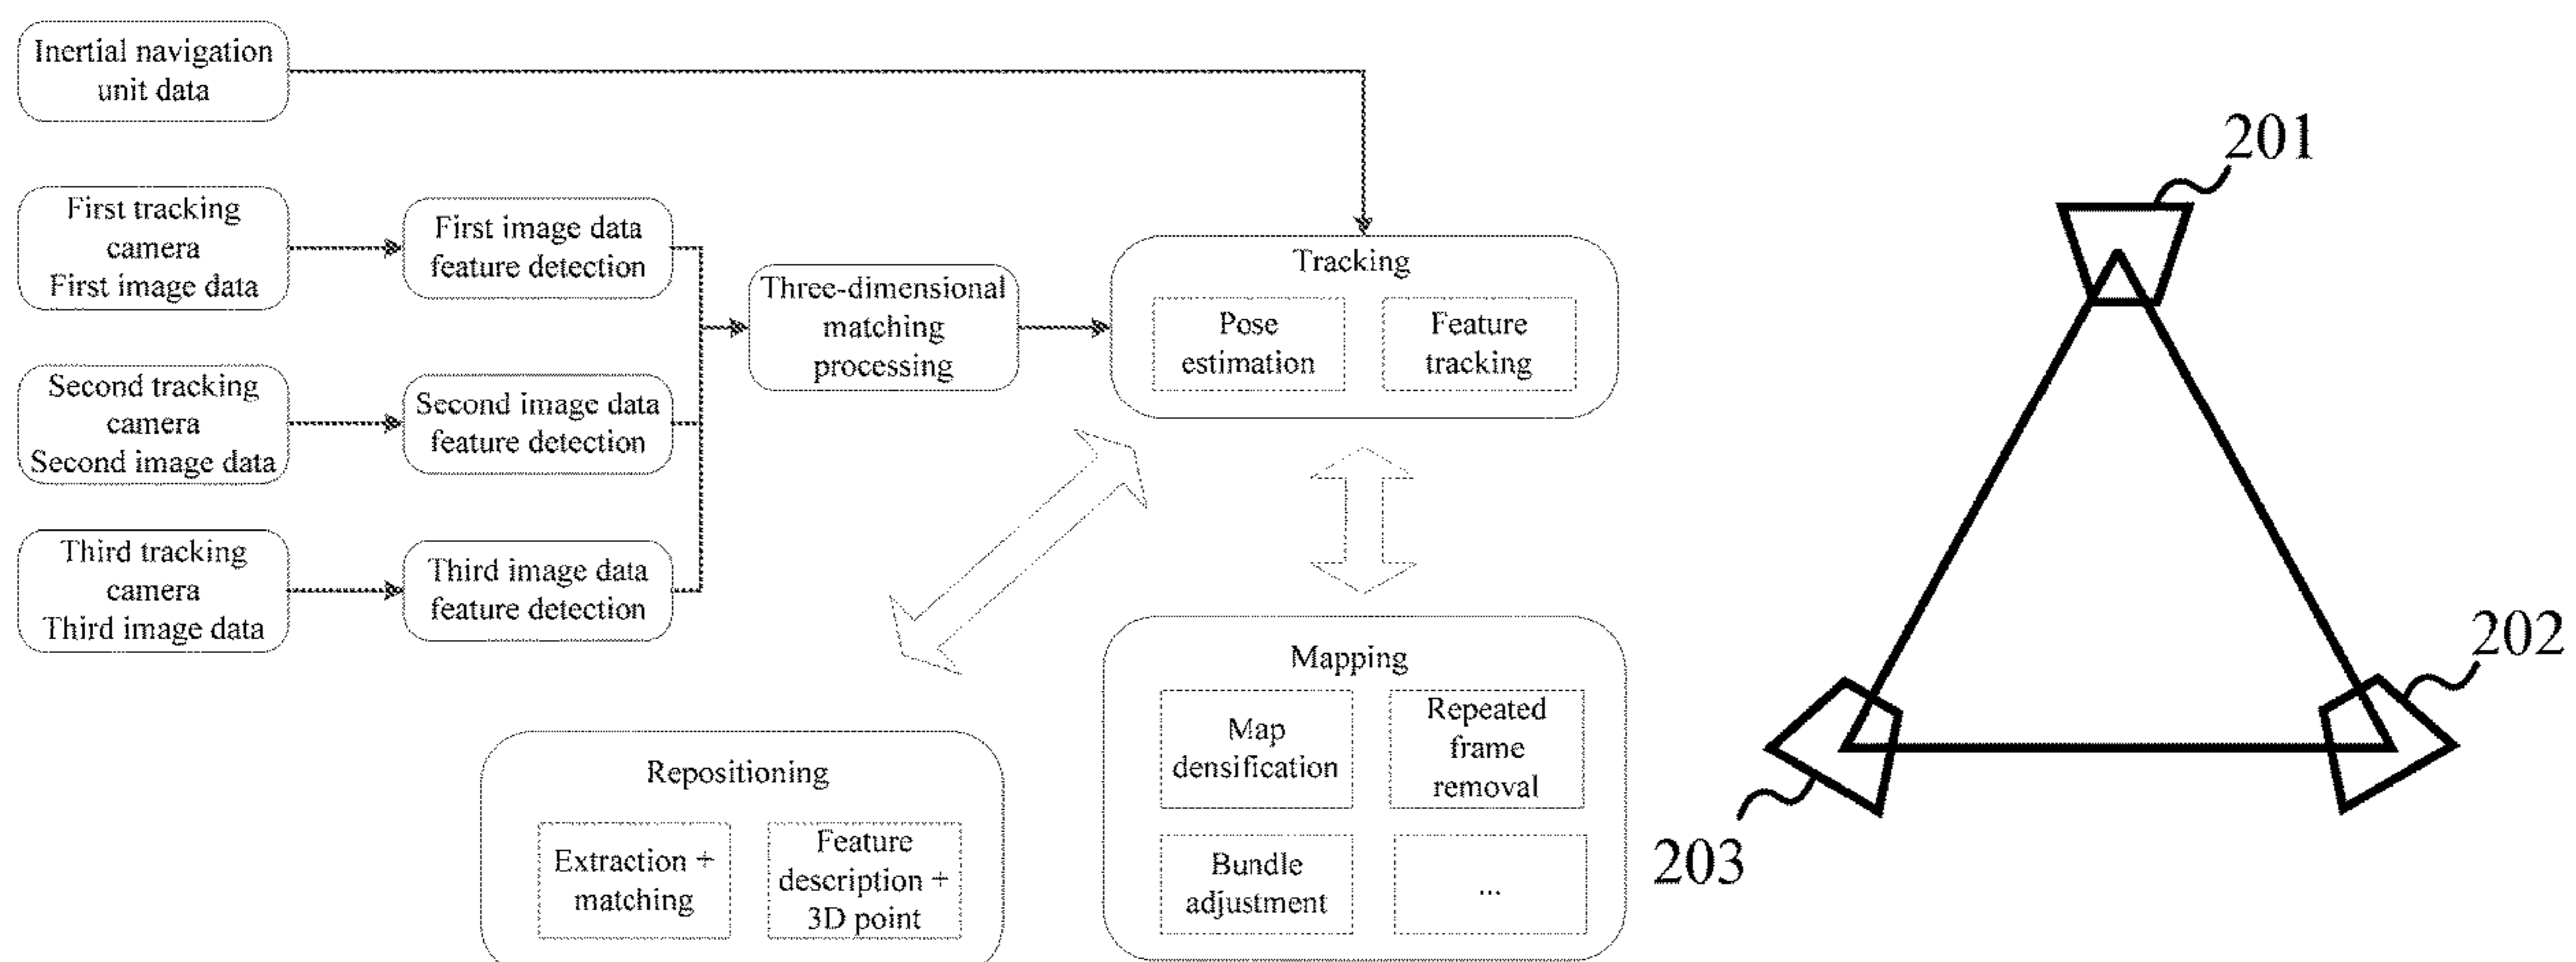 Inertial navigation
unit data
First tracking
camera
First image data
First image data
feature detection
Second tracking
camera
Second image data
Second image data
feature detection
Third tracking
camera
Third image data
Third image data
feature detection
Three-dimensional
matching
processing
Tracking
Pose
estimation
Feature
tracking
Repositioning
Extraction +
matching
Feature
description +
3D point
Mapping
Map
densification
Repeated
frame
removal
Bundle
adjustment
...
201
202
203